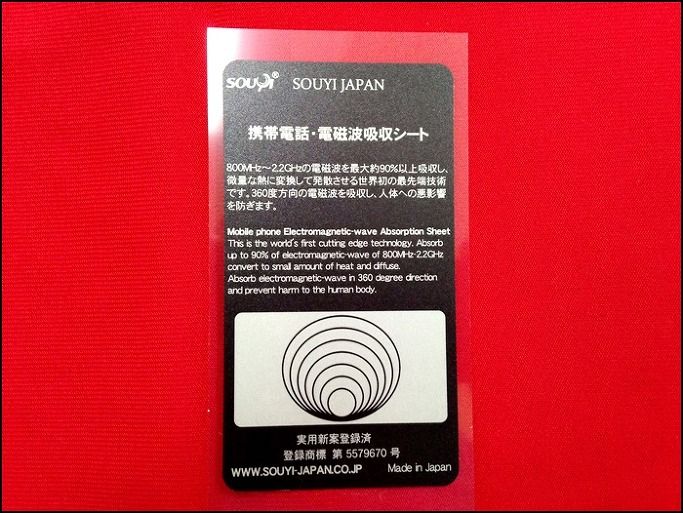 SOUYI® SOUYI JAPAN
携帯電話・電磁波吸収シート
800MHz～2.2GHzの電磁波を最大約90%以上吸収し、
微量な熱に変換して発散させる世界初の最先端技術
です。360度方向の電磁波を吸収し、人体への悪影響
を防ぎます。
Mobile phone Electromagnetic-wave Absorption Sheet
This is the world's first cutting edge technology. Absorb
up to 90% of electromagnetic-wave of 800MHz-2.2GHz
convert to small amount of heat and diffuse.
Absorb electromagnetic-wave in 360 degree direction
and prevent harm to the human body.
実用新案登録済
登録商標 第 5579670 号
WWW.SOUYI-JAPAN.CO.JP Made in Japan